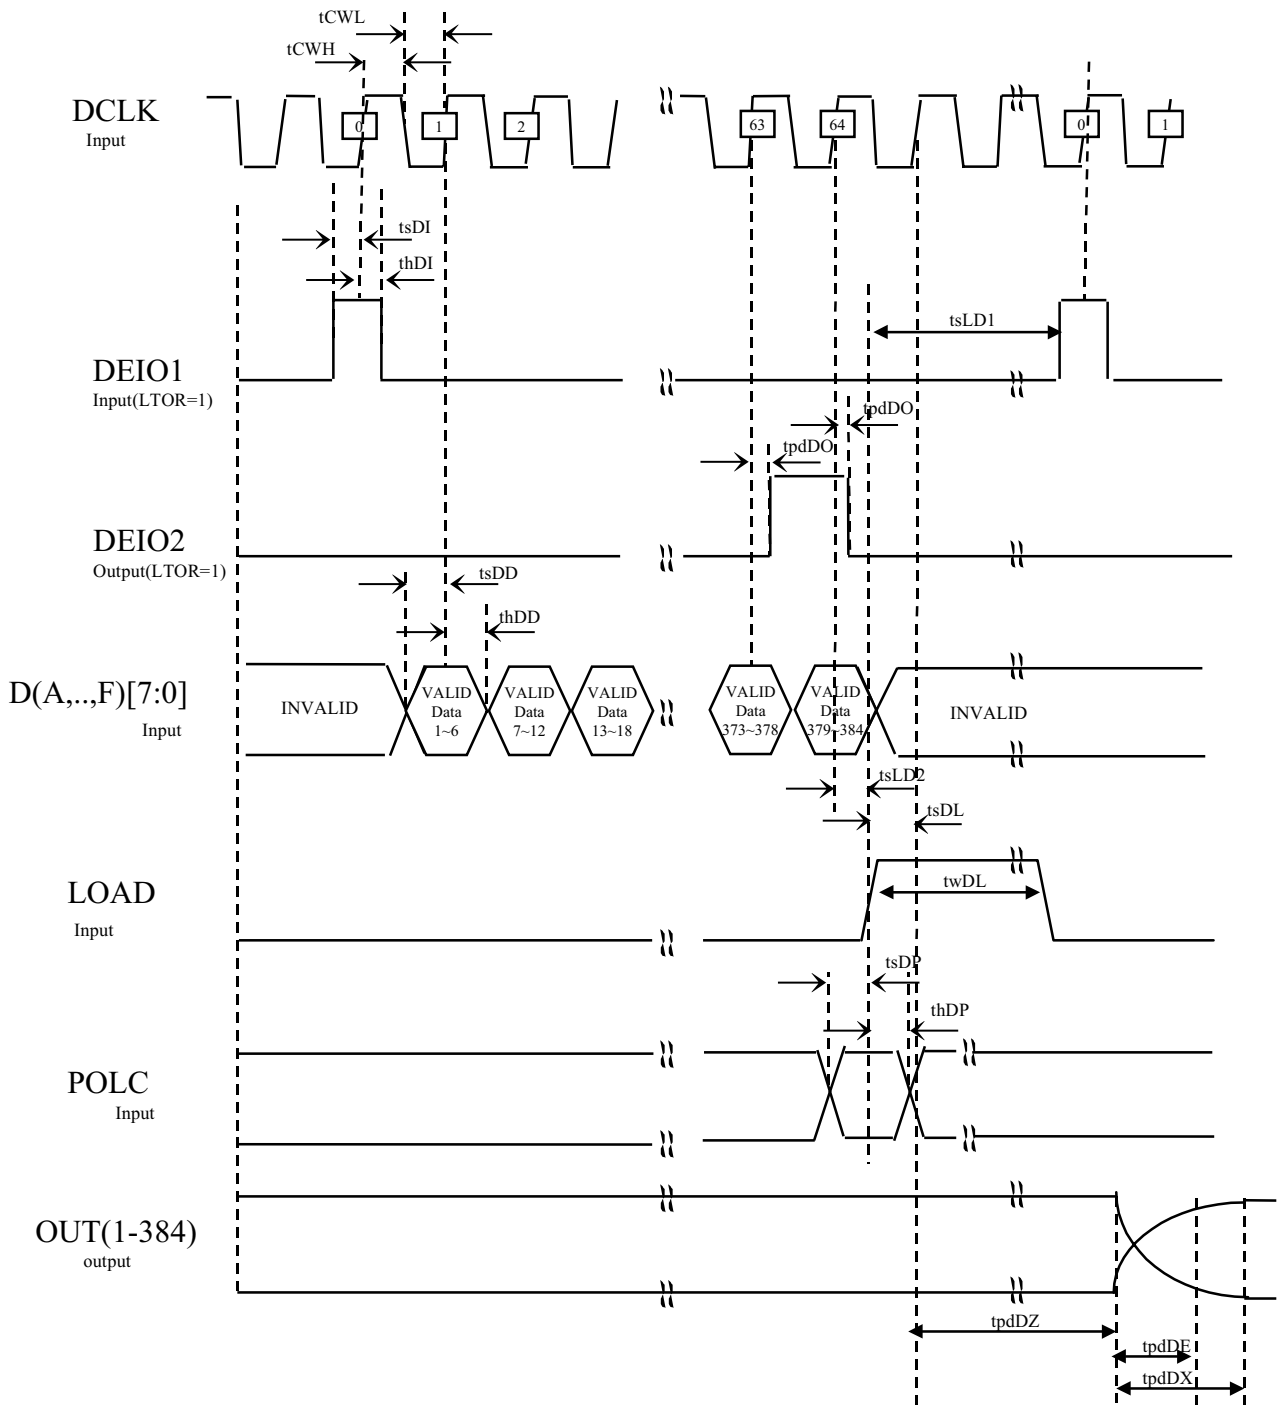 tCWL
tCWH
DCLK
Input
0
1
2
63
64
0
1
tsDI
thDI
tsLD1
DEIO1
Input(LTOR=1)
tpdDO
tpdDO
DEIO2
Output(LTOR=1)
tsDD
thDD
D(A,..,F)[7:0]
Input
INVALID
VALID
Data
1~6
VALID
Data
7~12
VALID
Data
13~18
VALID
Data
373~378
VALID
Data
379~384
INVALID
tsLD2
tsDL
LOAD
Input
twDL
tsDP
thDP
POLC
Input
OUT(1-384)
output
tpdDZ
tpdDE
tpdDX